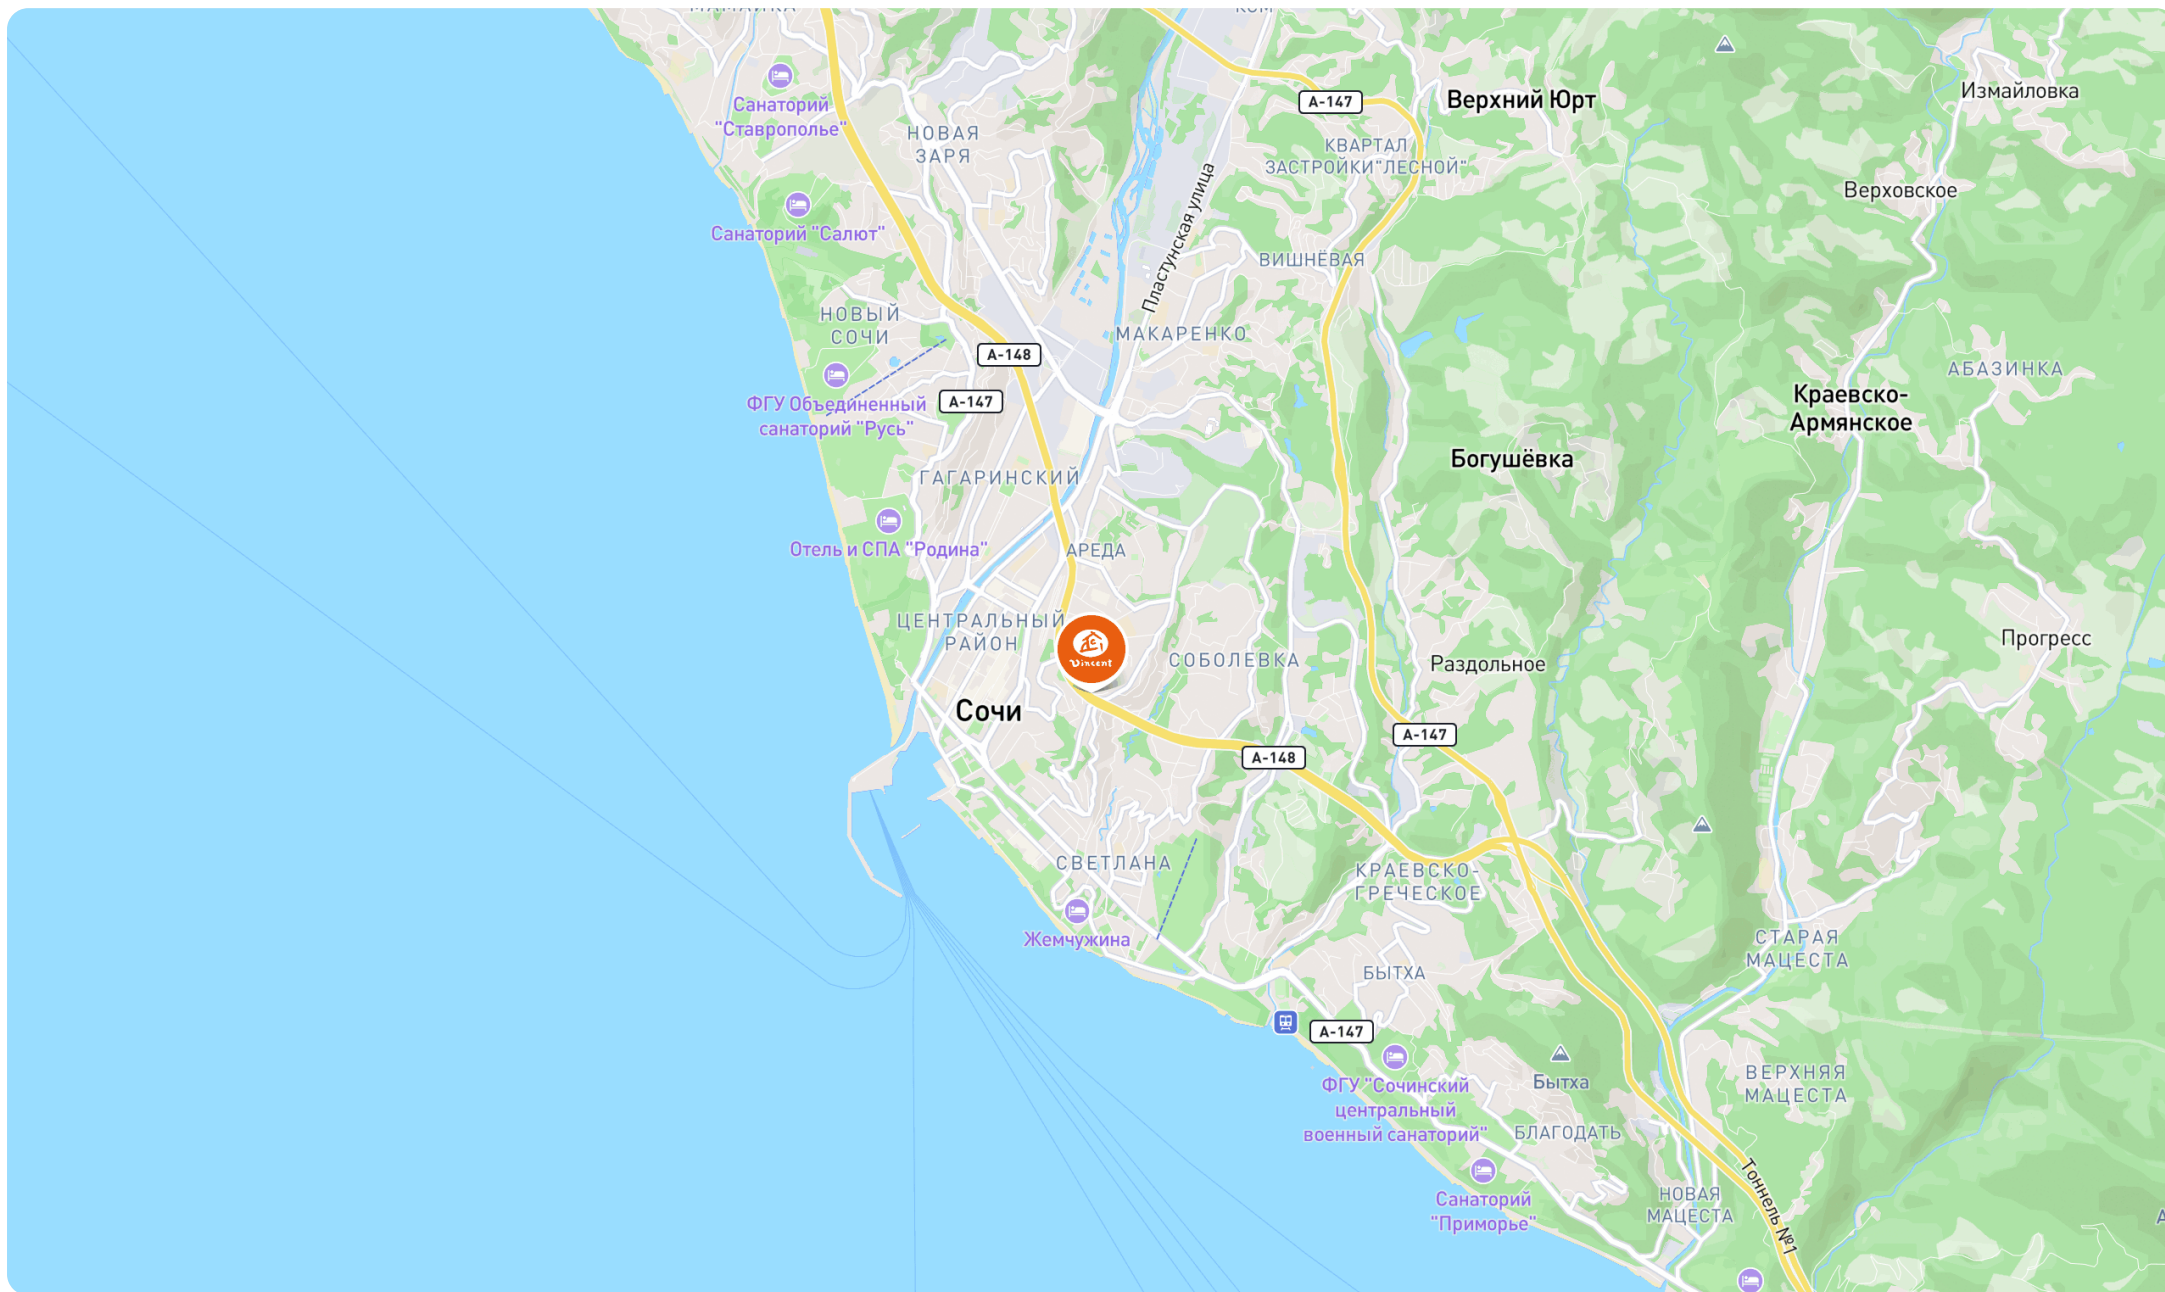 МАМАЙКА
КОМ
Санаторий
"Ставрополье"
НОВАЯ
ЗАРЯ
А-147
Верхний Юрт
Измайловка
КВАРТАЛ
ЗАСТРОЙКИ"ЛЕСНОЙ"
Верховское
Пластунская улица
Санаторий "Салют"
ВИШНЁВАЯ
НОВЫЙ
СОЧИ
МАКАРЕНКО
А-148
АБАЗИНКА
А-147
ФГУ Объединенный
санаторий "Русь"
Краевско-
Армянское
Богушёвка
ГАГАРИНСКИЙ
Отель и СПА "Родина"
АРЕДА
ЦЕНТРАЛЬНЫЙ
РАЙОН
Vincent
СОБОЛЕВКА
Раздольное
Прогресс
Сочи
А-147
А-148
СВЕТЛАНА
КРАЕВСКО-
ГРЕЧЕСКОЕ
Жемчужина
СТАРАЯ
МАЦЕСТА
БЫТХА
А-147
ФГУ "Сочинский
центральный
военный санаторий"
Бытха
ВЕРХНЯЯ
МАЦЕСТА
БЛАГОДАТЬ
Санаторий
"Приморье"
НОВАЯ
МАЦЕСТА
Тоннель №1